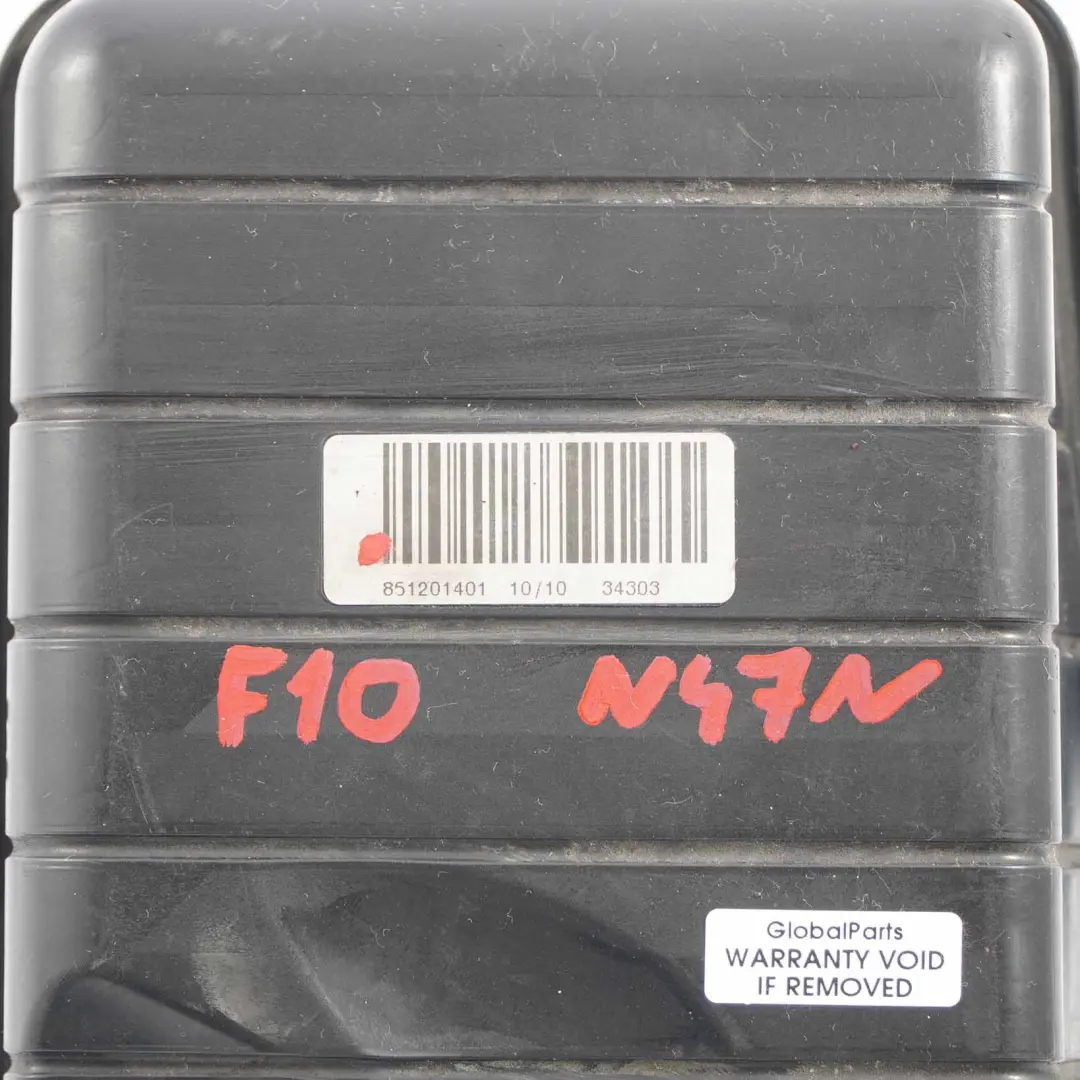 851201401 10/10 34303
F10 N47N
GlobalParts
WARRANTY VOID
IF REMOVED